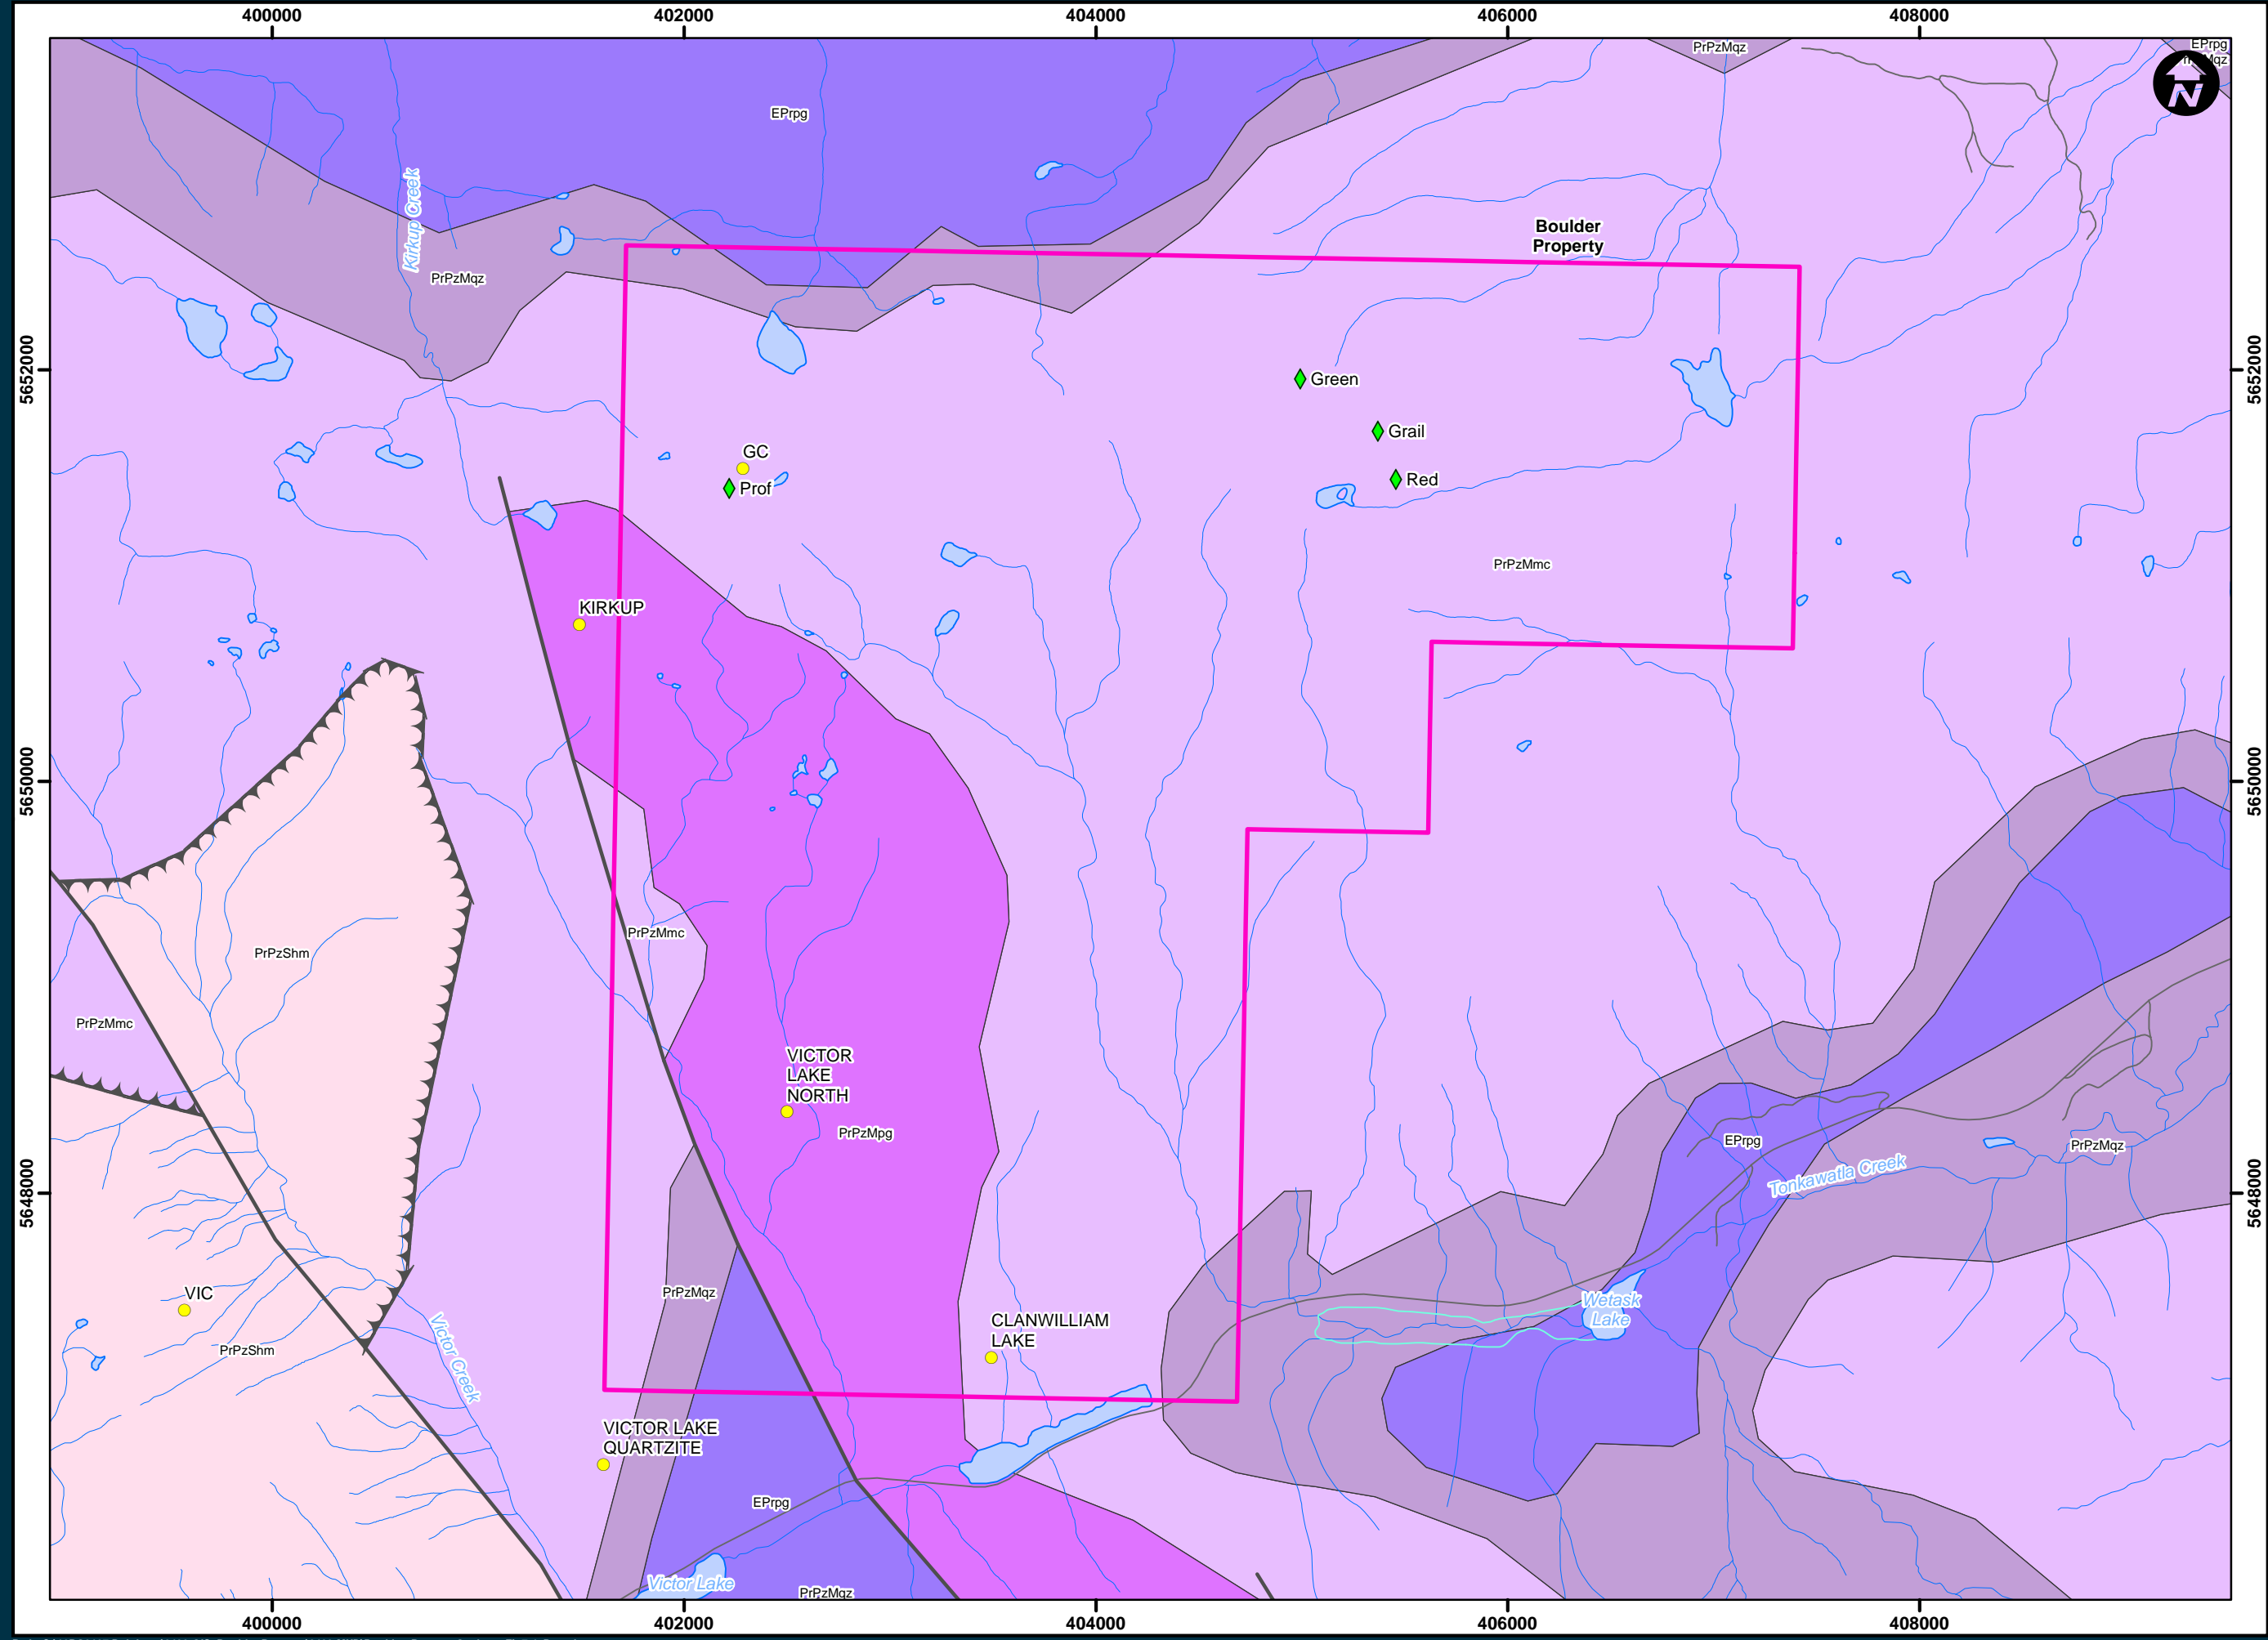 400000
402000
404000
406000
408000
PrPzMqz
EPrpg
EPrpg
Boulder
Property
N
Kirkup Creek
PrPzMqz
5652000
5652000
Green
Grail
GC
Prof
Red
PrPzMmc
KIRKUP
5650000
5650000
PrPzMmc
PrPzShm
PrPzMmc
VICTOR
LAKE
NORTH
PrPzMpg
EPrpg
PrPzMqz
Tonkawatla Creek
5648000
5648000
VIC
PrPzMqz
Wetask
Lake
CLANWILLIAM
LAKE
PrPzShm
Victor Creek
VICTOR LAKE
QUARTZITE
EPrpg
Victor Lake
PrPzMqz
400000
402000
404000
406000
408000